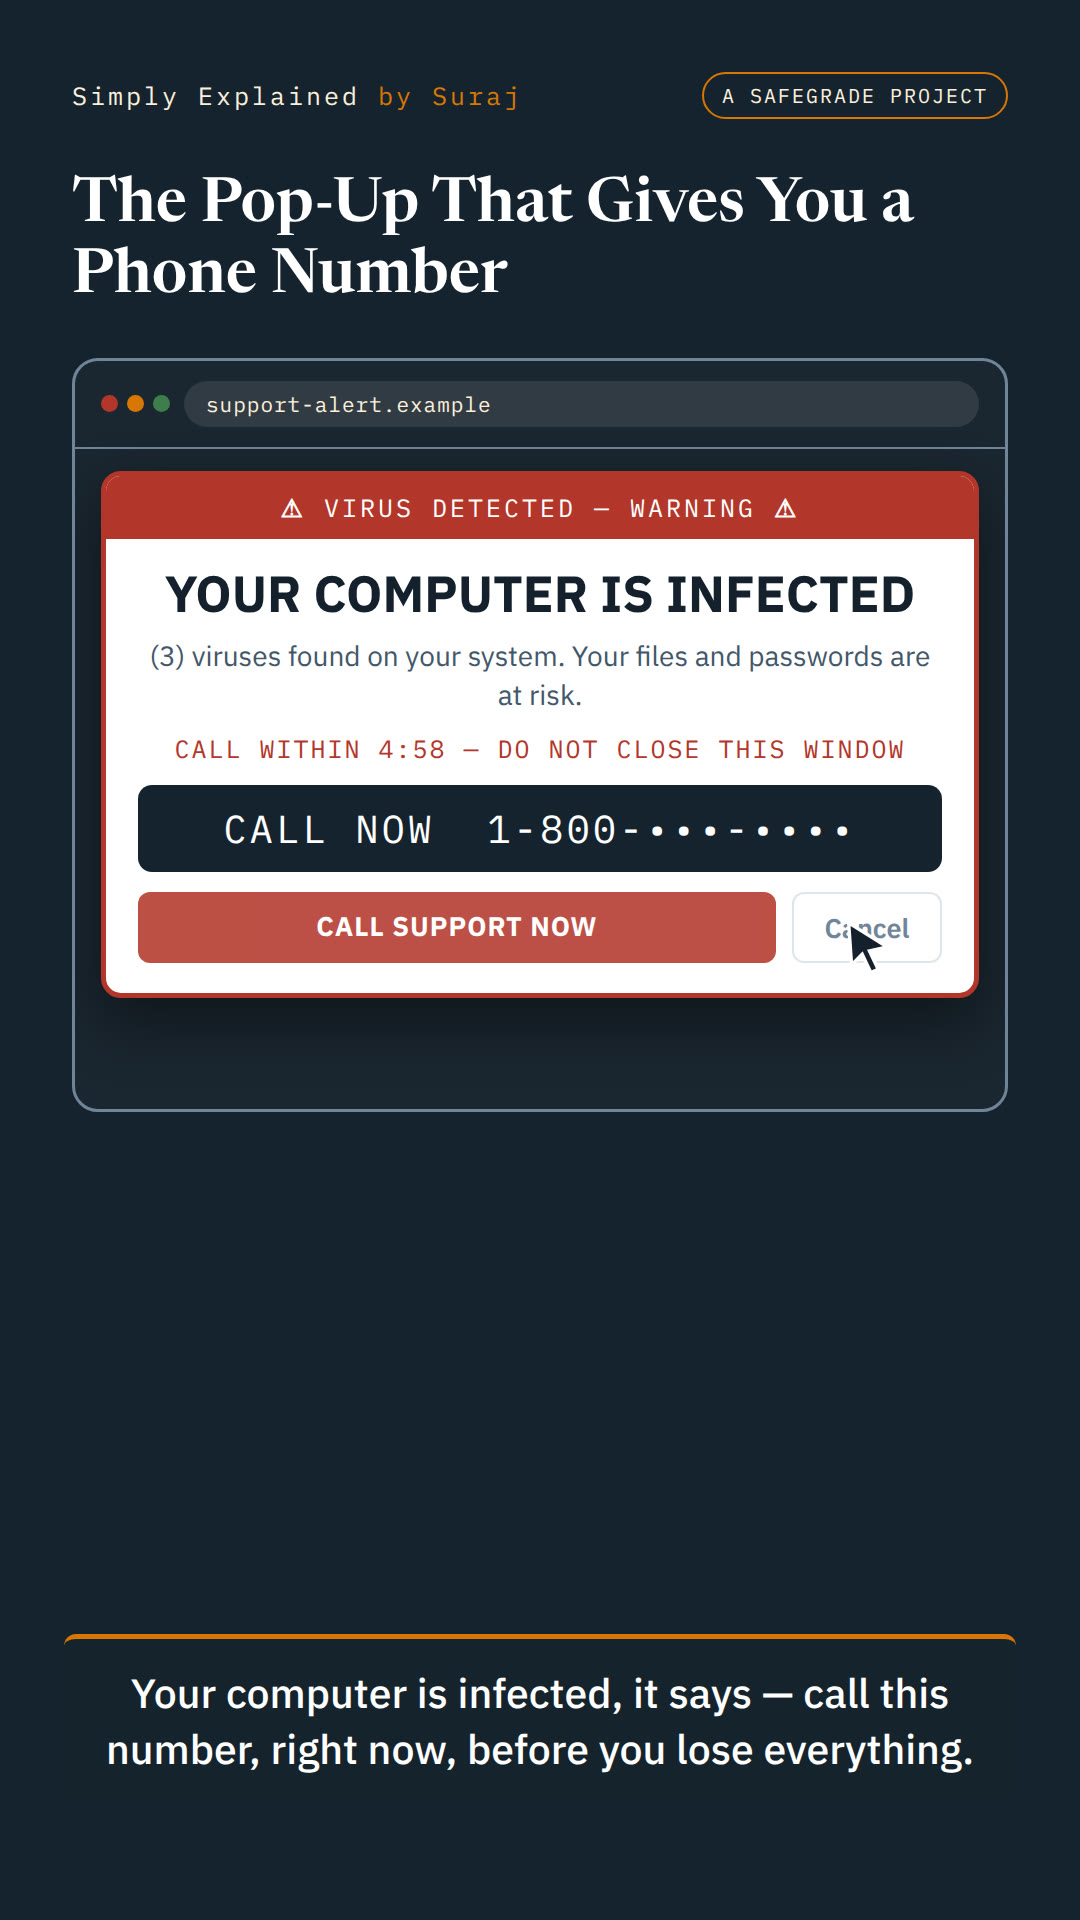 Simply Explained by Suraj
A SAFEGRADE PROJECT
The Pop-Up That Gives You a
Phone Number
support-alert.example
⚠ VIRUS DETECTED — WARNING ⚠
YOUR COMPUTER IS INFECTED
(3) viruses found on your system. Your files and passwords are
at risk.
CALL WITHIN 4:58 — DO NOT CLOSE THIS WINDOW
CALL NOW 1-800-•••-••••
CALL SUPPORT NOW
Cancel
Your computer is infected, it says — call this
number, right now, before you lose everything.